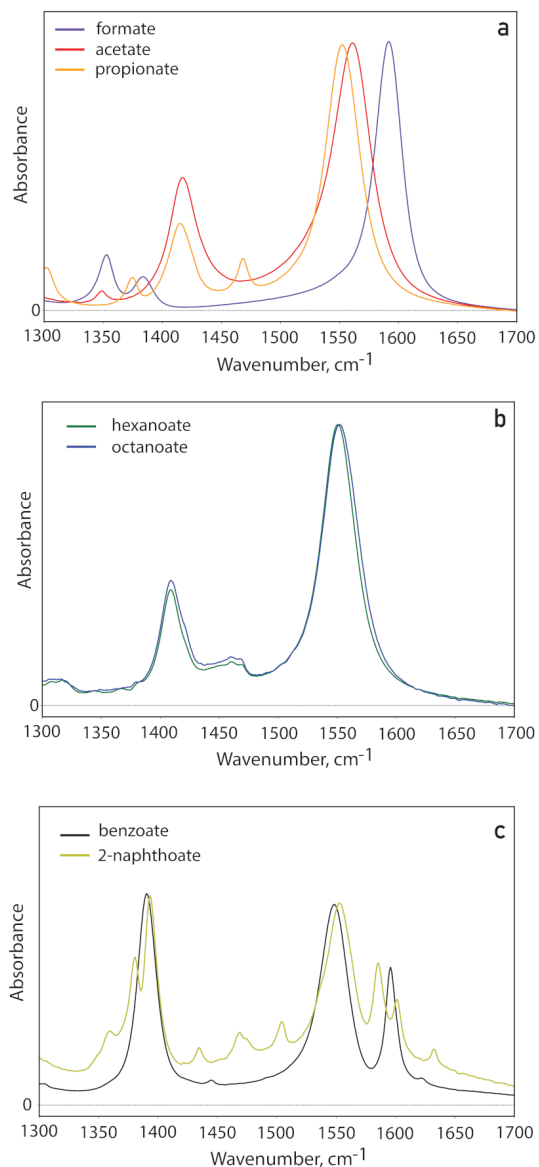 a
formate
acetate
propionate
Absorbance
0
1300 1350 1400 1450 1500 1550 1600 1650 1700
Wavenumber, cm-1
b
hexanoate
octanoate
Absorbance
0
1300 1350 1400 1450 1500 1550 1600 1650 1700
Wavenumber, cm-1
c
benzoate
2-naphthoate
Absorbance
0
1300 1350 1400 1450 1500 1550 1600 1650 1700
Wavenumber, cm-1